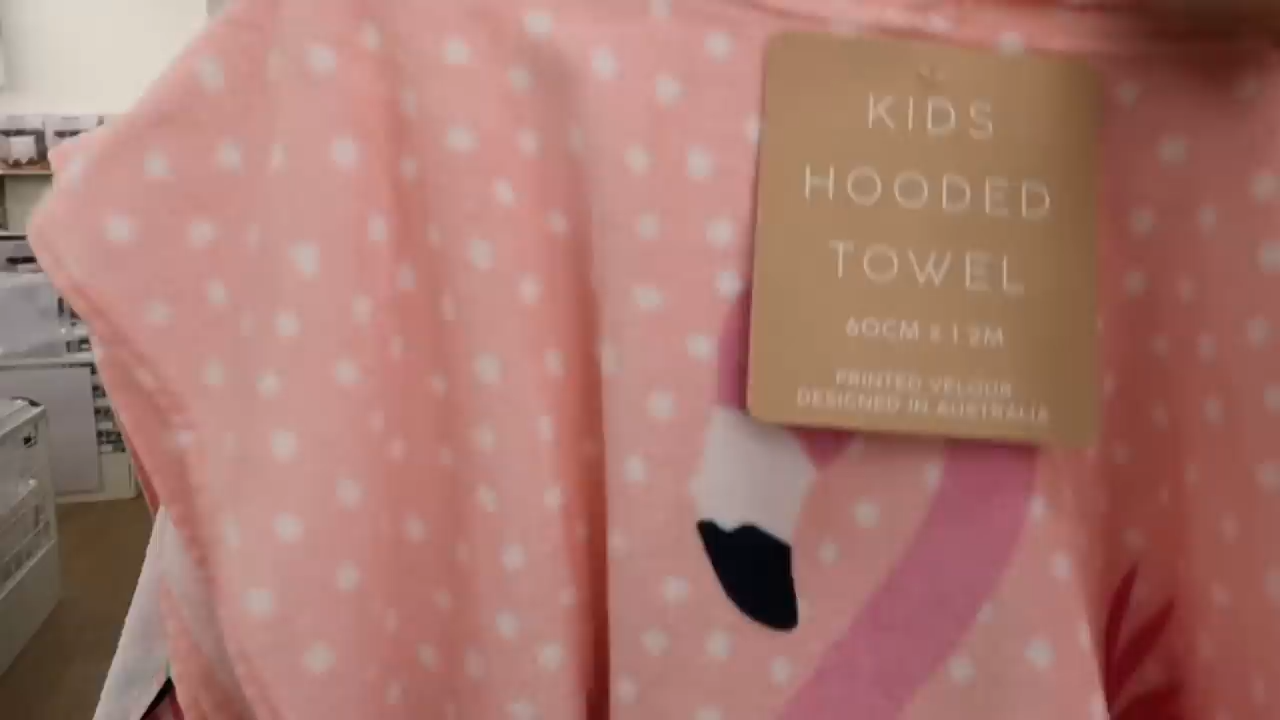 KIDS
HOODED
TOWEL
60CM x 1.2M
PRINTED VELOUR
DESIGNED IN AUSTRALIA